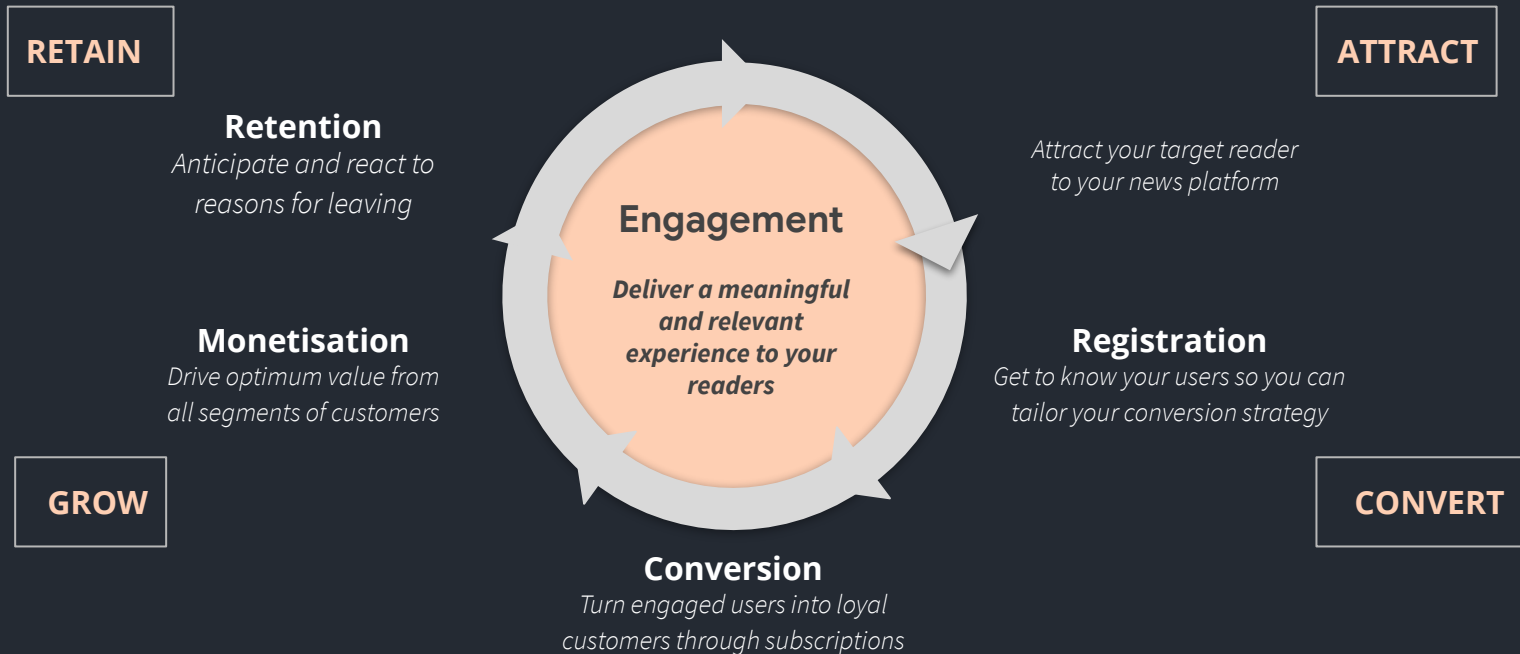 RETAIN
ATTRACT
Retention
Anticipate and react to
reasons for leaving
Attract your target reader
to your news platform
Engagement
Deliver a meaningful
and relevant
experience to your
readers
Monetisation
Drive optimum value from
all segments of customers
Registration
Get to know your users so you can
tailor your conversion strategy
GROW
CONVERT
Conversion
Turn engaged users into loyal
customers through subscriptions